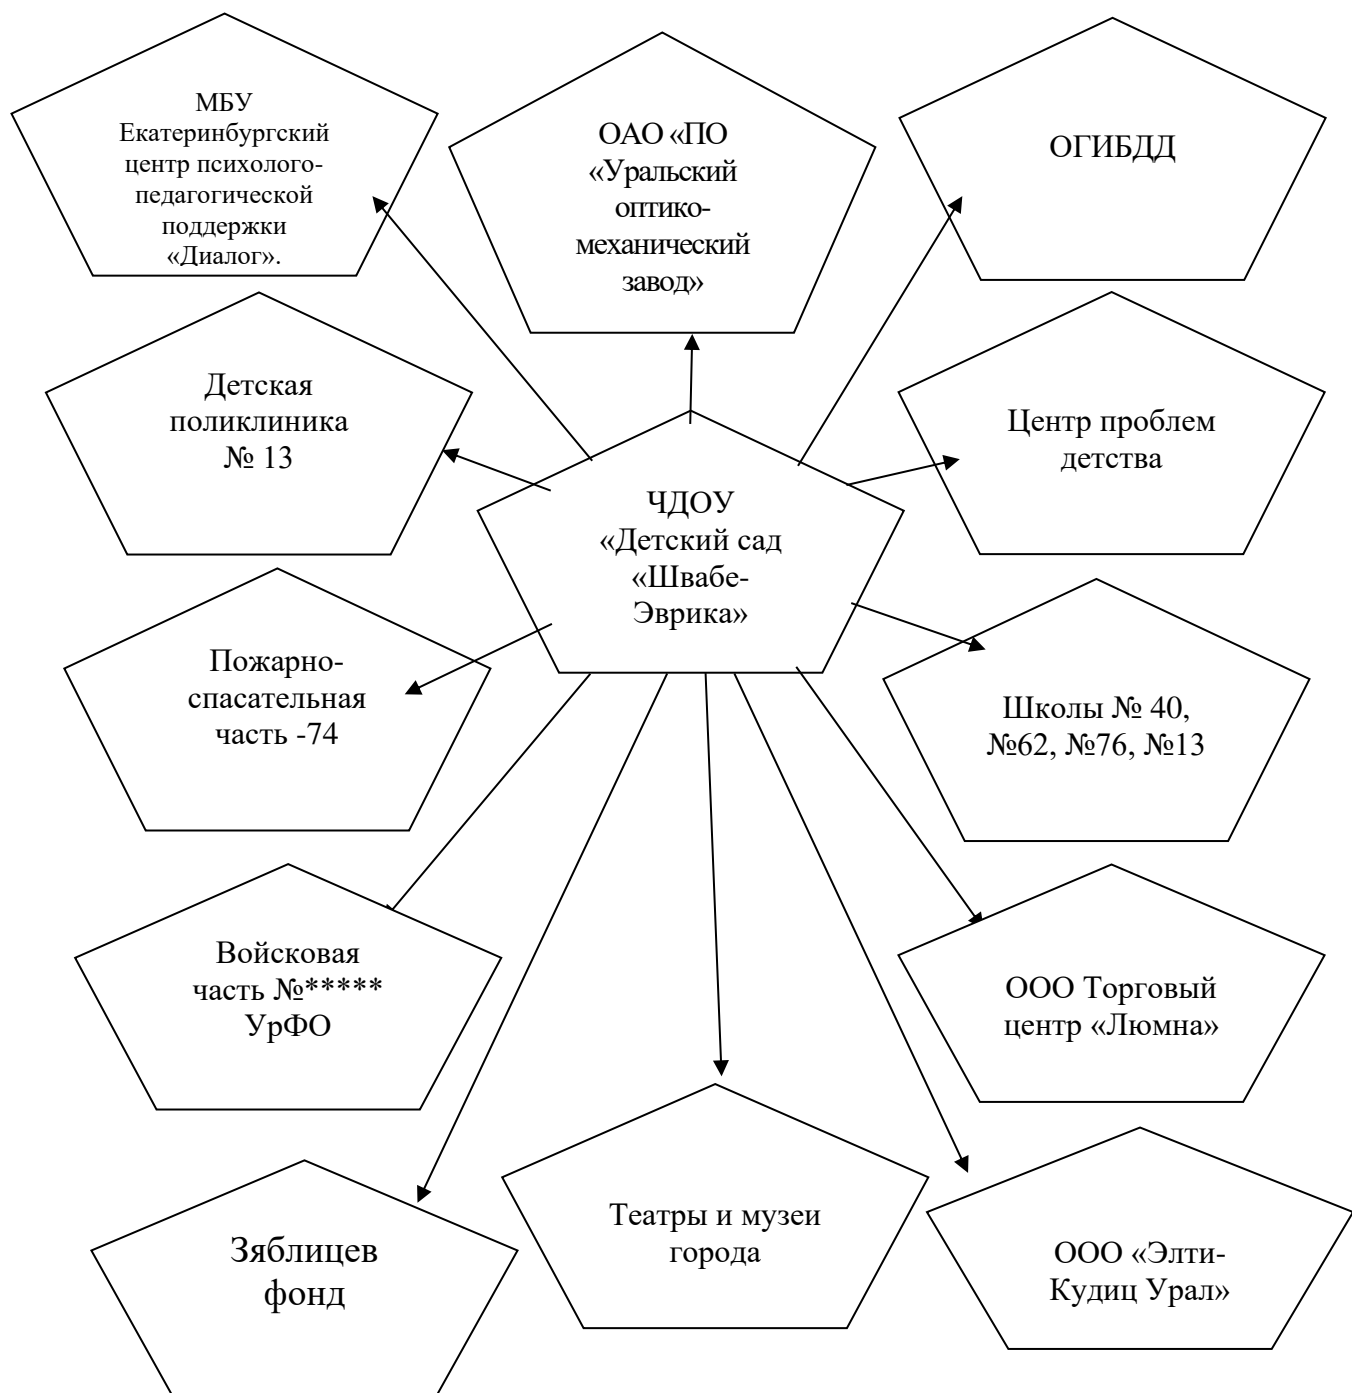 МБУ
Екатеринбургский
центр психолого-
педагогической
поддержки
«Диалог».
ОАО «ПО
«Уральский
оптико-
механический
завод»
ОГИБДД
Детская
поликлиника
№ 13
Центр проблем
детства
ЧДОУ
«Детский сад
«Швабе-
Эврика»
Пожарно-
спасательная
часть -74
Школы № 40,
№62, №76, №13
Войсковая
часть №*****
УрФО
ООО Торговый
центр «Люмна»
Зяблицев
фонд
Театры и музеи
города
ООО «Элти-
Кудиц Урал»